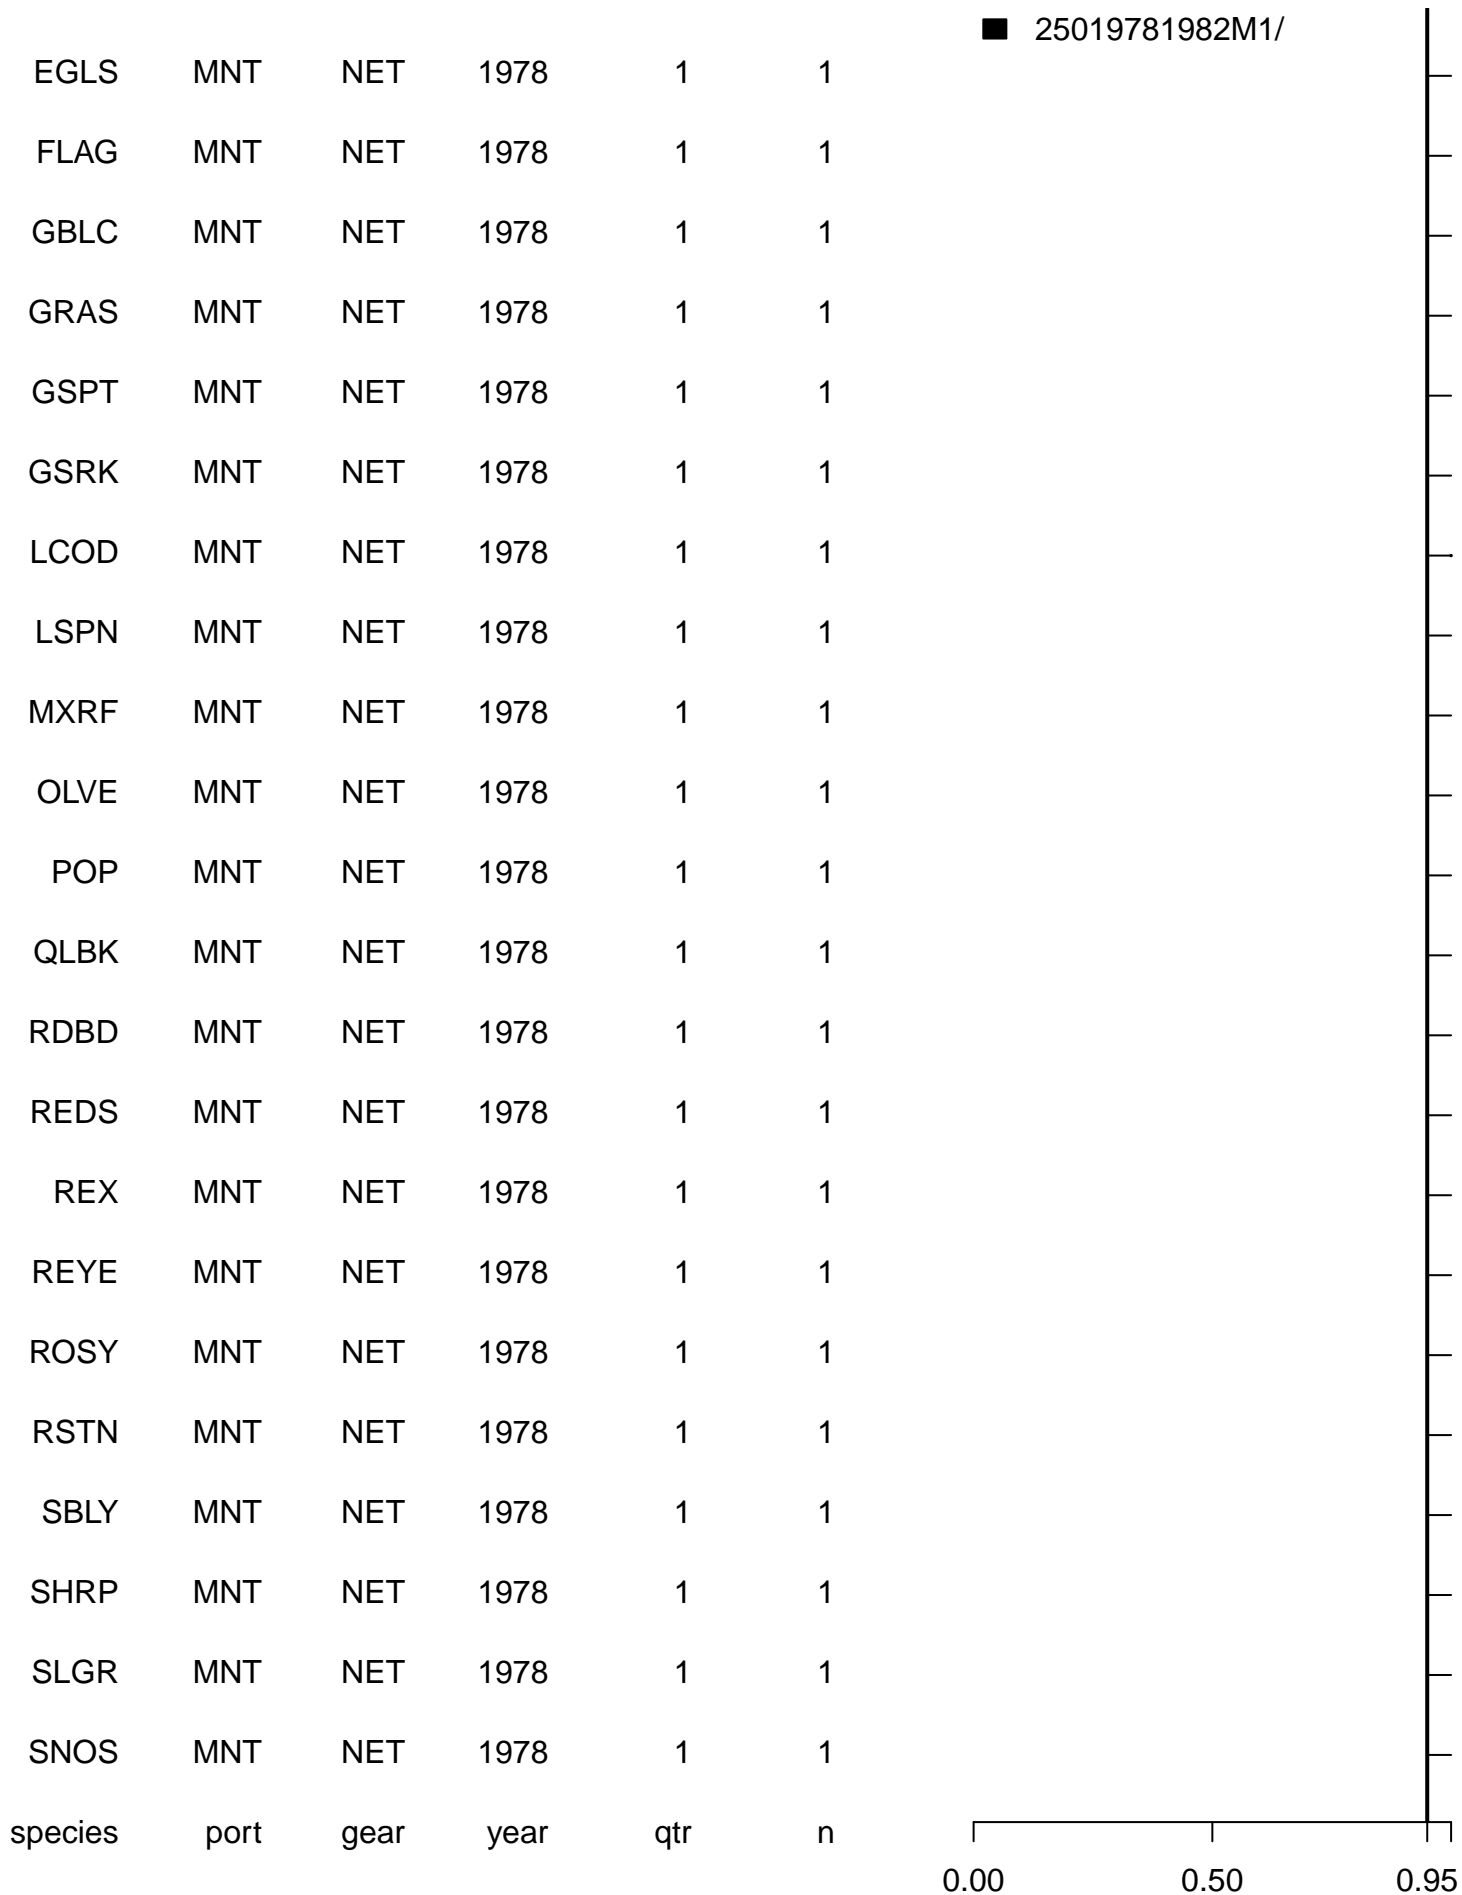 25019781982M1/
EGLS MNT NET 1978 1 1
FLAG MNT NET 1978 1 1
GBLC MNT NET 1978 1 1
GRAS MNT NET 1978 1 1
GSPT MNT NET 1978 1 1
GSRK MNT NET 1978 1 1
LCOD MNT NET 1978 1 1
LSPN MNT NET 1978 1 1
MXRF MNT NET 1978 1 1
OLVE MNT NET 1978 1 1
POP MNT NET 1978 1 1
QLBK MNT NET 1978 1 1
RDBD MNT NET 1978 1 1
REDS MNT NET 1978 1 1
REX MNT NET 1978 1 1
REYE MNT NET 1978 1 1
ROSY MNT NET 1978 1 1
RSTN MNT NET 1978 1 1
SBLY MNT NET 1978 1 1
SHRP MNT NET 1978 1 1
SLGR MNT NET 1978 1 1
SNOS MNT NET 1978 1 1
species port gear year qtr n
0.00 0.50 0.95